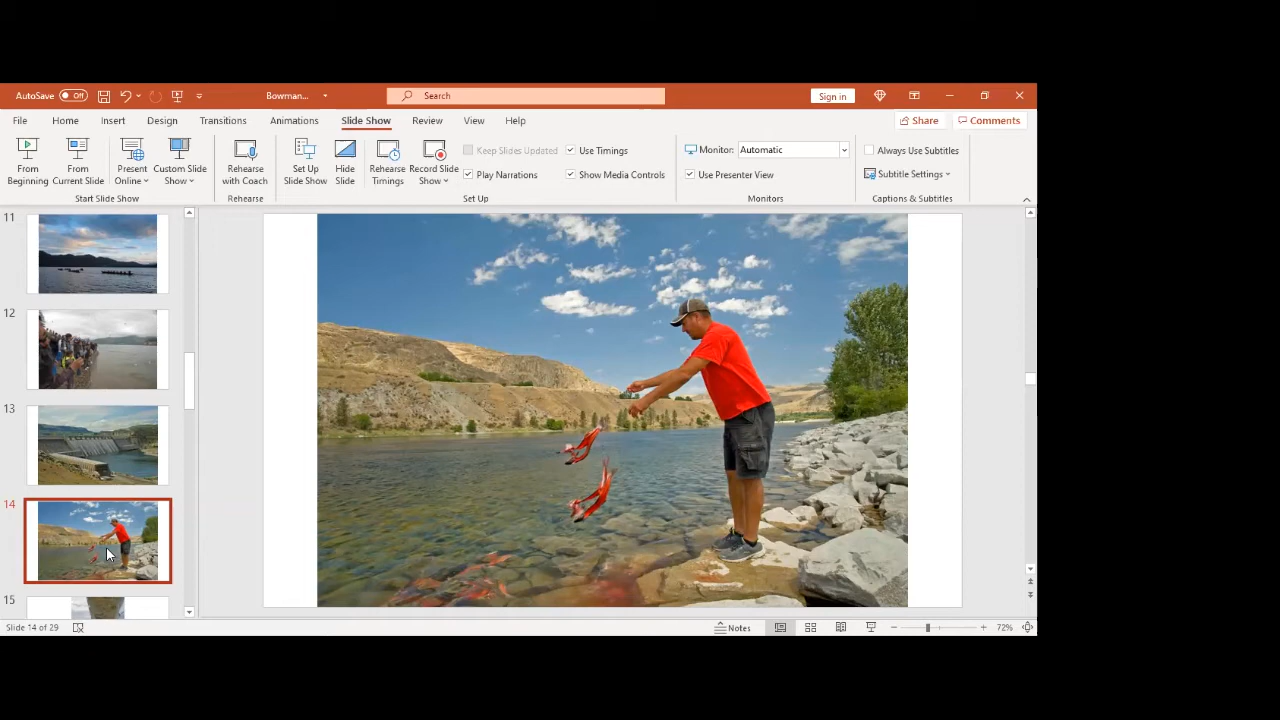 AutoSave Off Bowman... Search Sign in
File Home Insert Design Transitions Animations Slide Show Review View Help Share Comments
From Beginning
From Current Slide
Present Online
Custom Slide Show
Start Slide Show
Rehearse with Coach
Rehearse
Set Up Slide Show
Hide Slide
Rehearse Timings
Record Slide Show
Keep Slides Updated
Play Narrations
Use Timings
Show Media Controls
Set Up
Monitor: Automatic
Use Presenter View
Monitors
Always Use Subtitles
Subtitle Settings
Captions & Subtitles
11
12
13
14
15
Slide 14 of 29 Notes 72%